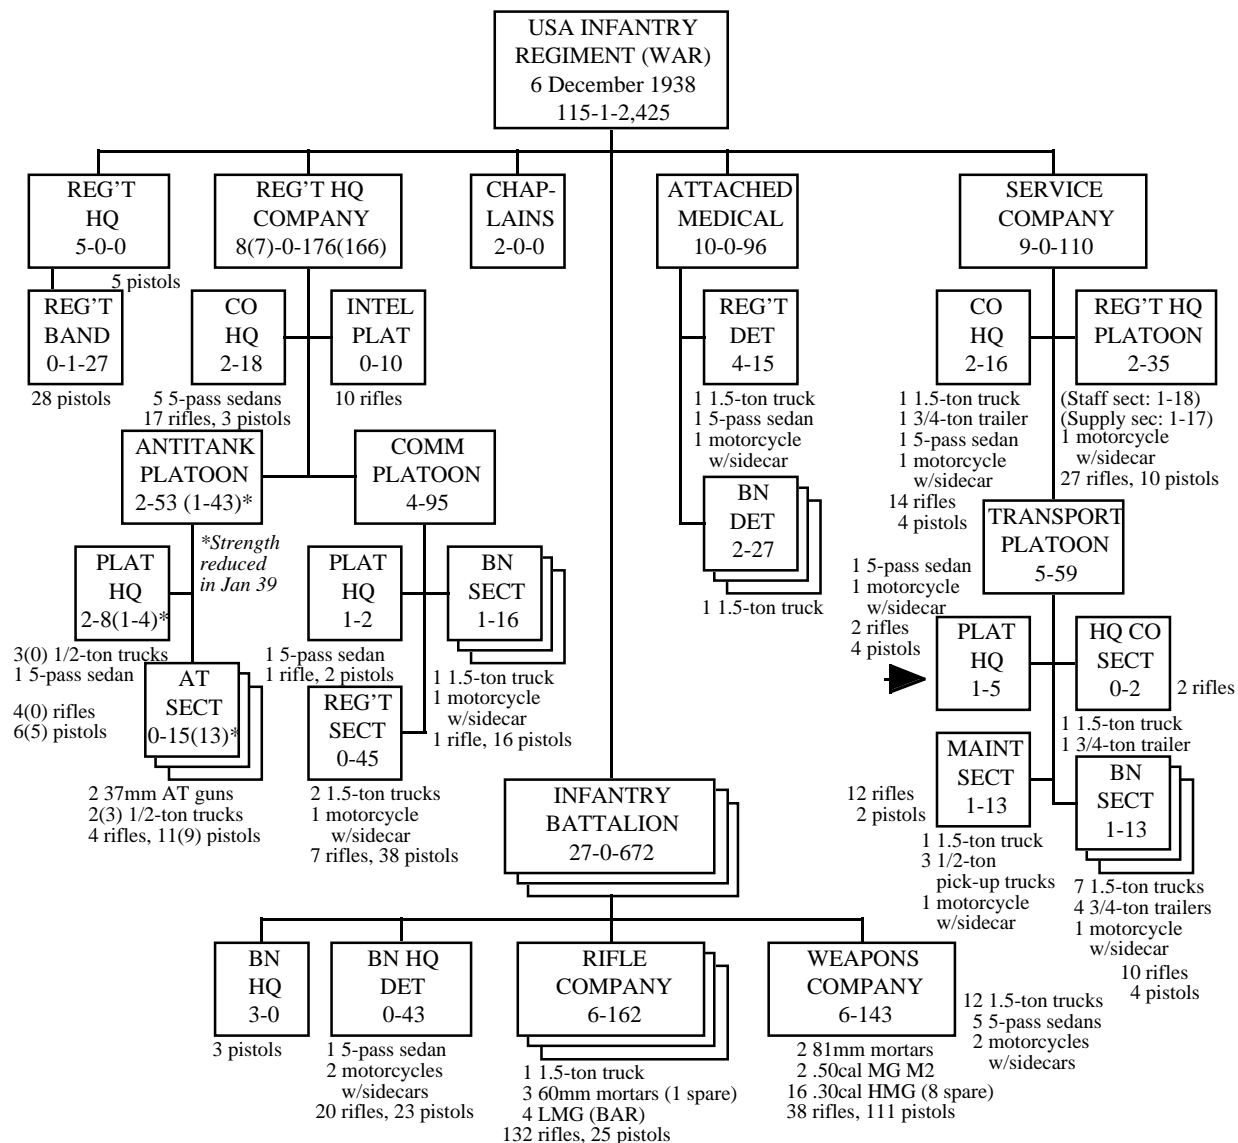 USA INFANTRY
REGIMENT (WAR)
6 December 1938
115-1-2,425
REG'T
HQ
5-0-0
5 pistols
REG'T
BAND
0-1-27
28 pistols
REG'T HQ
COMPANY
8(7)-0-176(166)
CO
HQ
2-18
5 5-pass sedans
17 rifles, 3 pistols
INTEL
PLAT
0-10
10 rifles
ANTITANK
PLATOON
2-53 (1-43)*
*Strength
reduced
in Jan 39
PLAT
HQ
2-8(1-4)*
3(0) 1/2-ton trucks
1 5-pass sedan
4(0) rifles
6(5) pistols
AT
SECT
0-15(13)*
2 37mm AT guns
2(3) 1/2-ton trucks
4 rifles, 11(9) pistols
COMM
PLATOON
4-95
PLAT
HQ
1-2
1 5-pass sedan
1 rifle, 2 pistols
BN
SECT
1-16
1 1.5-ton truck
1 motorcycle
w/sidecar
1 rifle, 16 pistols
REG'T
SECT
0-45
2 1.5-ton trucks
1 motorcycle
w/sidecar
7 rifles, 38 pistols
CHAP-
LAINS
2-0-0
ATTACHED
MEDICAL
10-0-96
REG'T
DET
4-15
1 1.5-ton truck
1 5-pass sedan
1 motorcycle
w/sidecar
BN
DET
2-27
1 1.5-ton truck
SERVICE
COMPANY
9-0-110
CO
HQ
2-16
1 1.5-ton truck
1 3/4-ton trailer
1 5-pass sedan
1 motorcycle
w/sidecar
14 rifles
4 pistols
REG'T HQ
PLATOON
2-35
(Staff sect: 1-18)
(Supply sec: 1-17)
1 motorcycle
w/sidecar
27 rifles, 10 pistols
TRANSPORT
PLATOON
5-59
1 5-pass sedan
1 motorcycle
w/sidecar
2 rifles
4 pistols
PLAT
HQ
1-5
HQ CO
SECT
0-2
2 rifles
1 1.5-ton truck
1 3/4-ton trailer
MAINT
SECT
1-13
12 rifles
2 pistols
1 1.5-ton truck
3 1/2-ton
pick-up trucks
1 motorcycle
w/sidecar
BN
SECT
1-13
7 1.5-ton trucks
4 3/4-ton trailers
1 motorcycle
w/sidecar
10 rifles
4 pistols
INFANTRY
BATTALION
27-0-672
BN
HQ
3-0
3 pistols
BN HQ
DET
0-43
1 5-pass sedan
2 motorcycles
w/sidecars
20 rifles, 23 pistols
RIFLE
COMPANY
6-162
1 1.5-ton truck
3 60mm mortars (1 spare)
4 LMG (BAR)
132 rifles, 25 pistols
WEAPONS
COMPANY
6-143
2 81mm mortars
2 .50cal MG M2
16 .30cal HMG (8 spare)
38 rifles, 111 pistols
12 1.5-ton trucks
5 5-pass sedans
2 motorcycles
w/sidecars